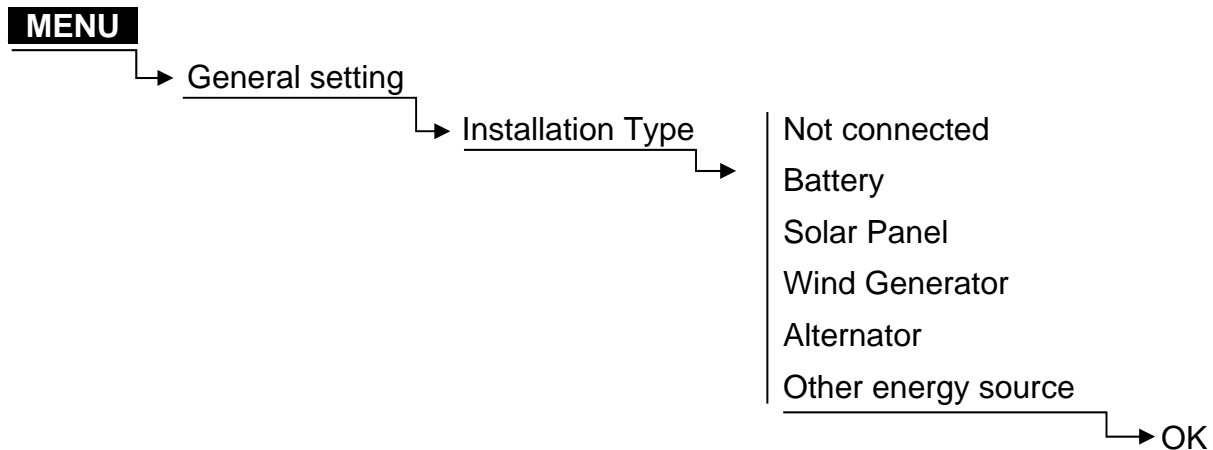 MENU
General setting
Installation Type
Not connected
Battery
Solar Panel
Wind Generator
Alternator
Other energy source
OK